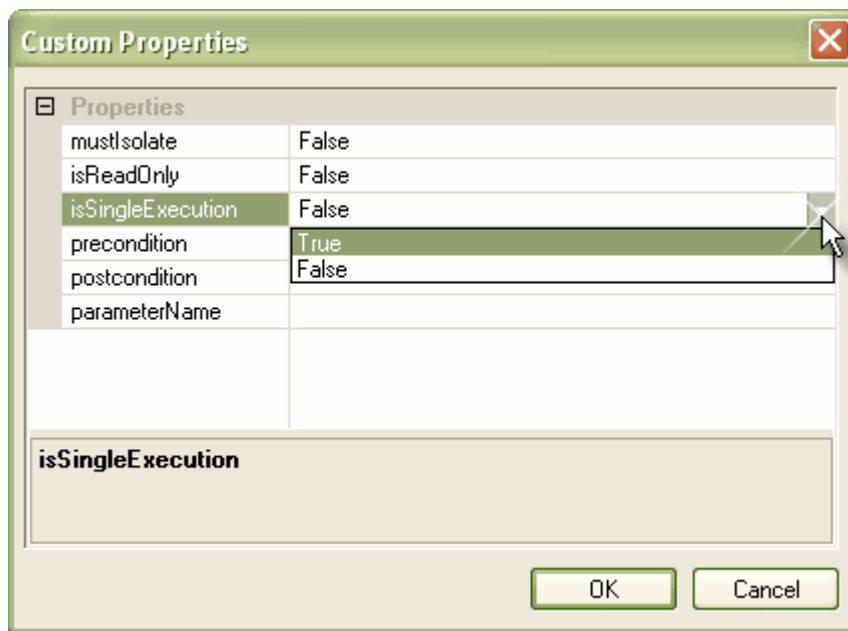 Custom Properties
Properties
mustIsolate False
isReadOnly False
isSingleExecution False
precondition True
postcondition False
parameterName
isSingleExecution
OK Cancel